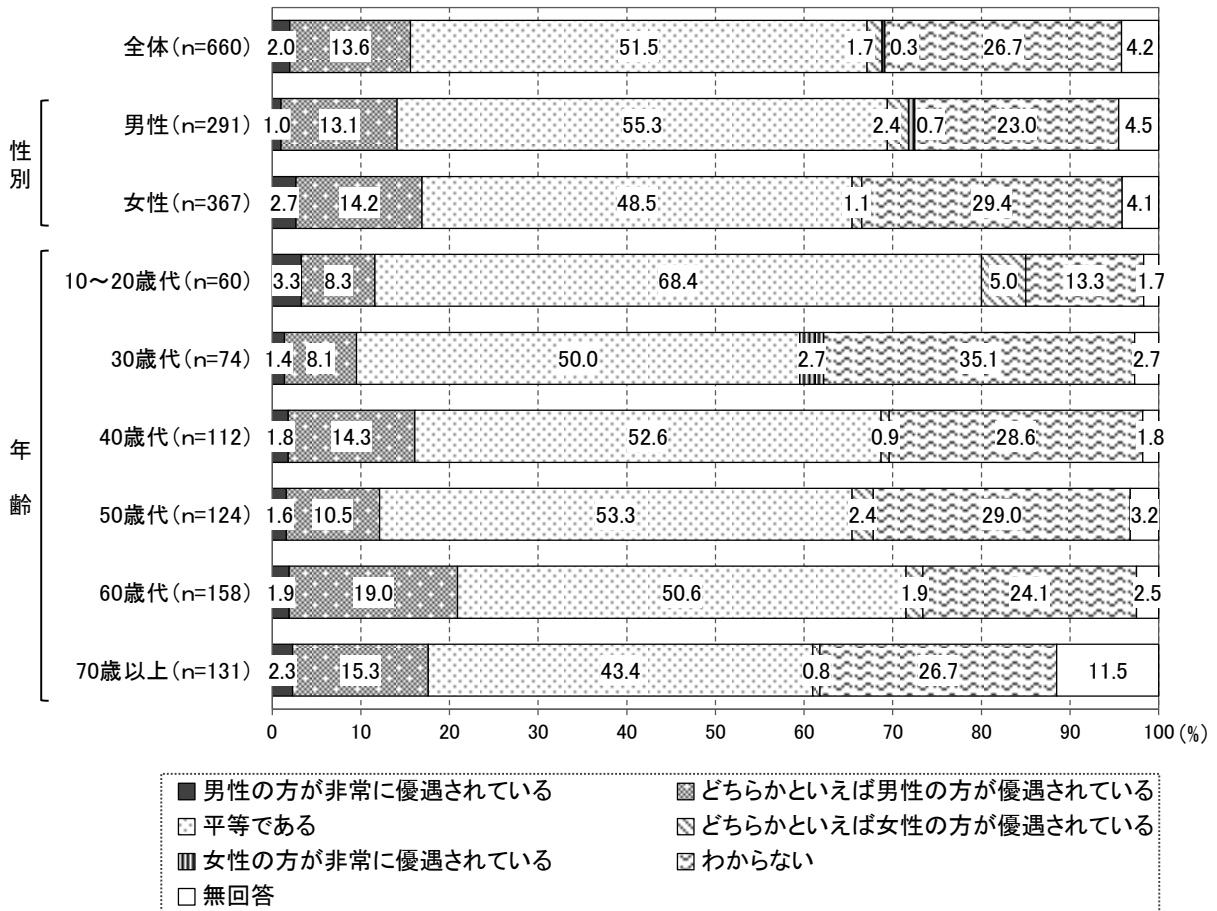 全体(n=660) 2.0 13.6 51.5 1.7 0.3 26.7 4.2
性別
男性(n=291) 1.0 13.1 55.3 2.4 0.7 23.0 4.5
女性(n=367) 2.7 14.2 48.5 1.1 29.4 4.1
年齢
10～20歳代(n=60) 3.3 8.3 68.4 5.0 13.3 1.7
30歳代(n=74) 1.4 8.1 50.0 2.7 35.1 2.7
40歳代(n=112) 1.8 14.3 52.6 0.9 28.6 1.8
50歳代(n=124) 1.6 10.5 53.3 2.4 29.0 3.2
60歳代(n=158) 1.9 19.0 50.6 1.9 24.1 2.5
70歳以上(n=131) 2.3 15.3 43.4 0.8 26.7 11.5
0 10 20 30 40 50 60 70 80 90 100 (%)
男性の方が非常に優遇されている どちらかといえば男性の方が優遇されている
平等である どちらかといえば女性の方が優遇されている
女性の方が非常に優遇されている わからない
無回答